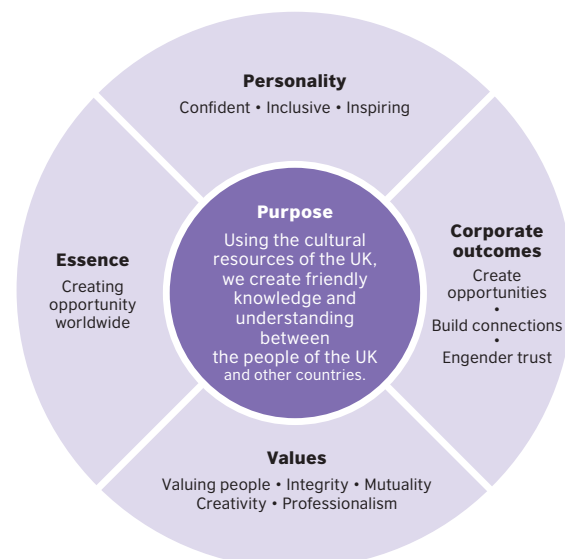 Personality
Confident • Inclusive • Inspiring
Essence
Creating
opportunity
worldwide
Purpose
Using the cultural
resources of the UK,
we create friendly
knowledge and
understanding
between
the people of the UK
and other countries.
Corporate
outcomes
Create
opportunities
•
Build connections
•
Engender trust
Values
Valuing people • Integrity • Mutuality
Creativity • Professionalism